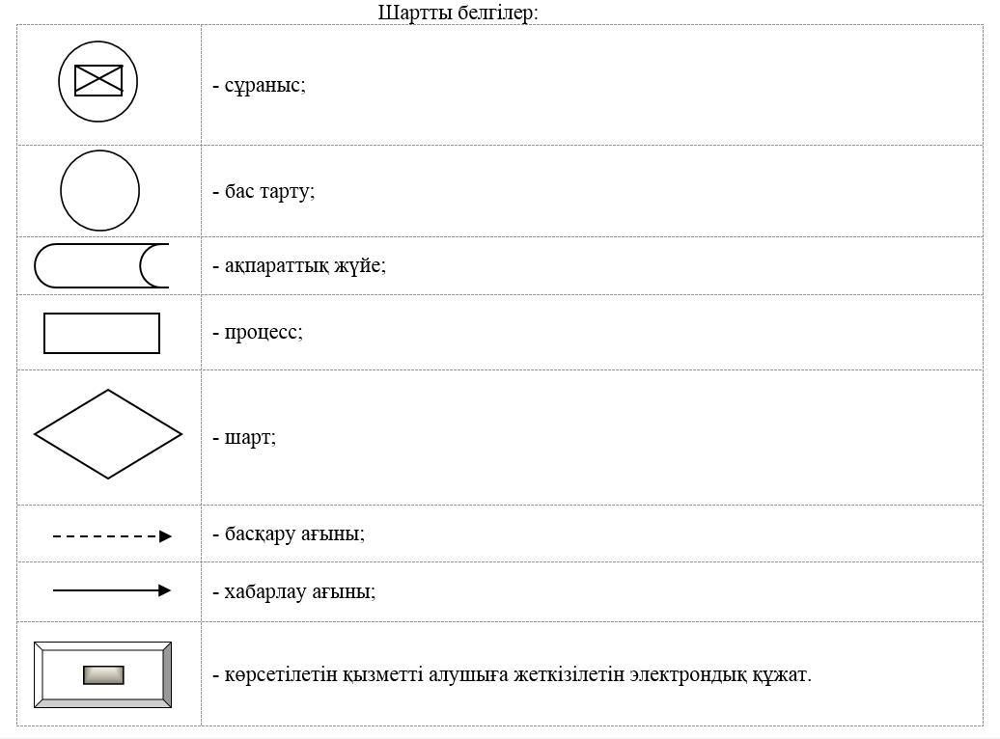 Шартты белгілер:
- сұраныс;
- бас тарту;
- ақпараттық жүйе;
- процесс;
- шарт;
- басқару ағыны;
- хабарлау ағыны;
- көрсетілетін қызметті алушыға жеткізілетін электрондық құжат.